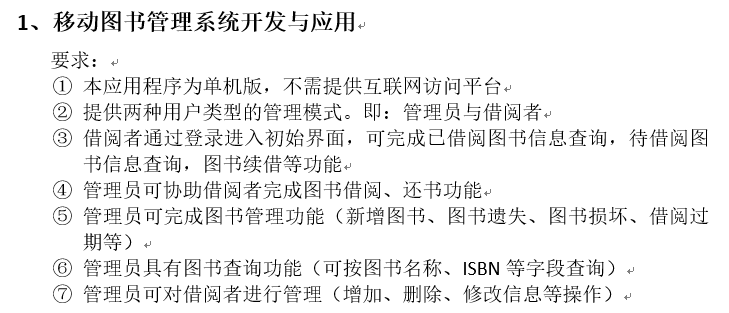 1、移动图书管理系统开发与应用
要求：
① 本应用程序为单机版，不需提供互联网访问平台
② 提供两种用户类型的管理模式。即：管理员与借阅者
③ 借阅者通过登录进入初始界面，可完成已借阅图书信息查询，待借阅图
书信息查询，图书续借等功能
④ 管理员可协助借阅者完成图书借阅、还书功能
⑤ 管理员可完成图书管理功能（新增图书、图书遗失、图书损坏、借阅过
期等）
⑥ 管理员具有图书查询功能（可按图书名称、ISBN 等字段查询）
⑦ 管理员可对借阅者进行管理（增加、删除、修改信息等操作）